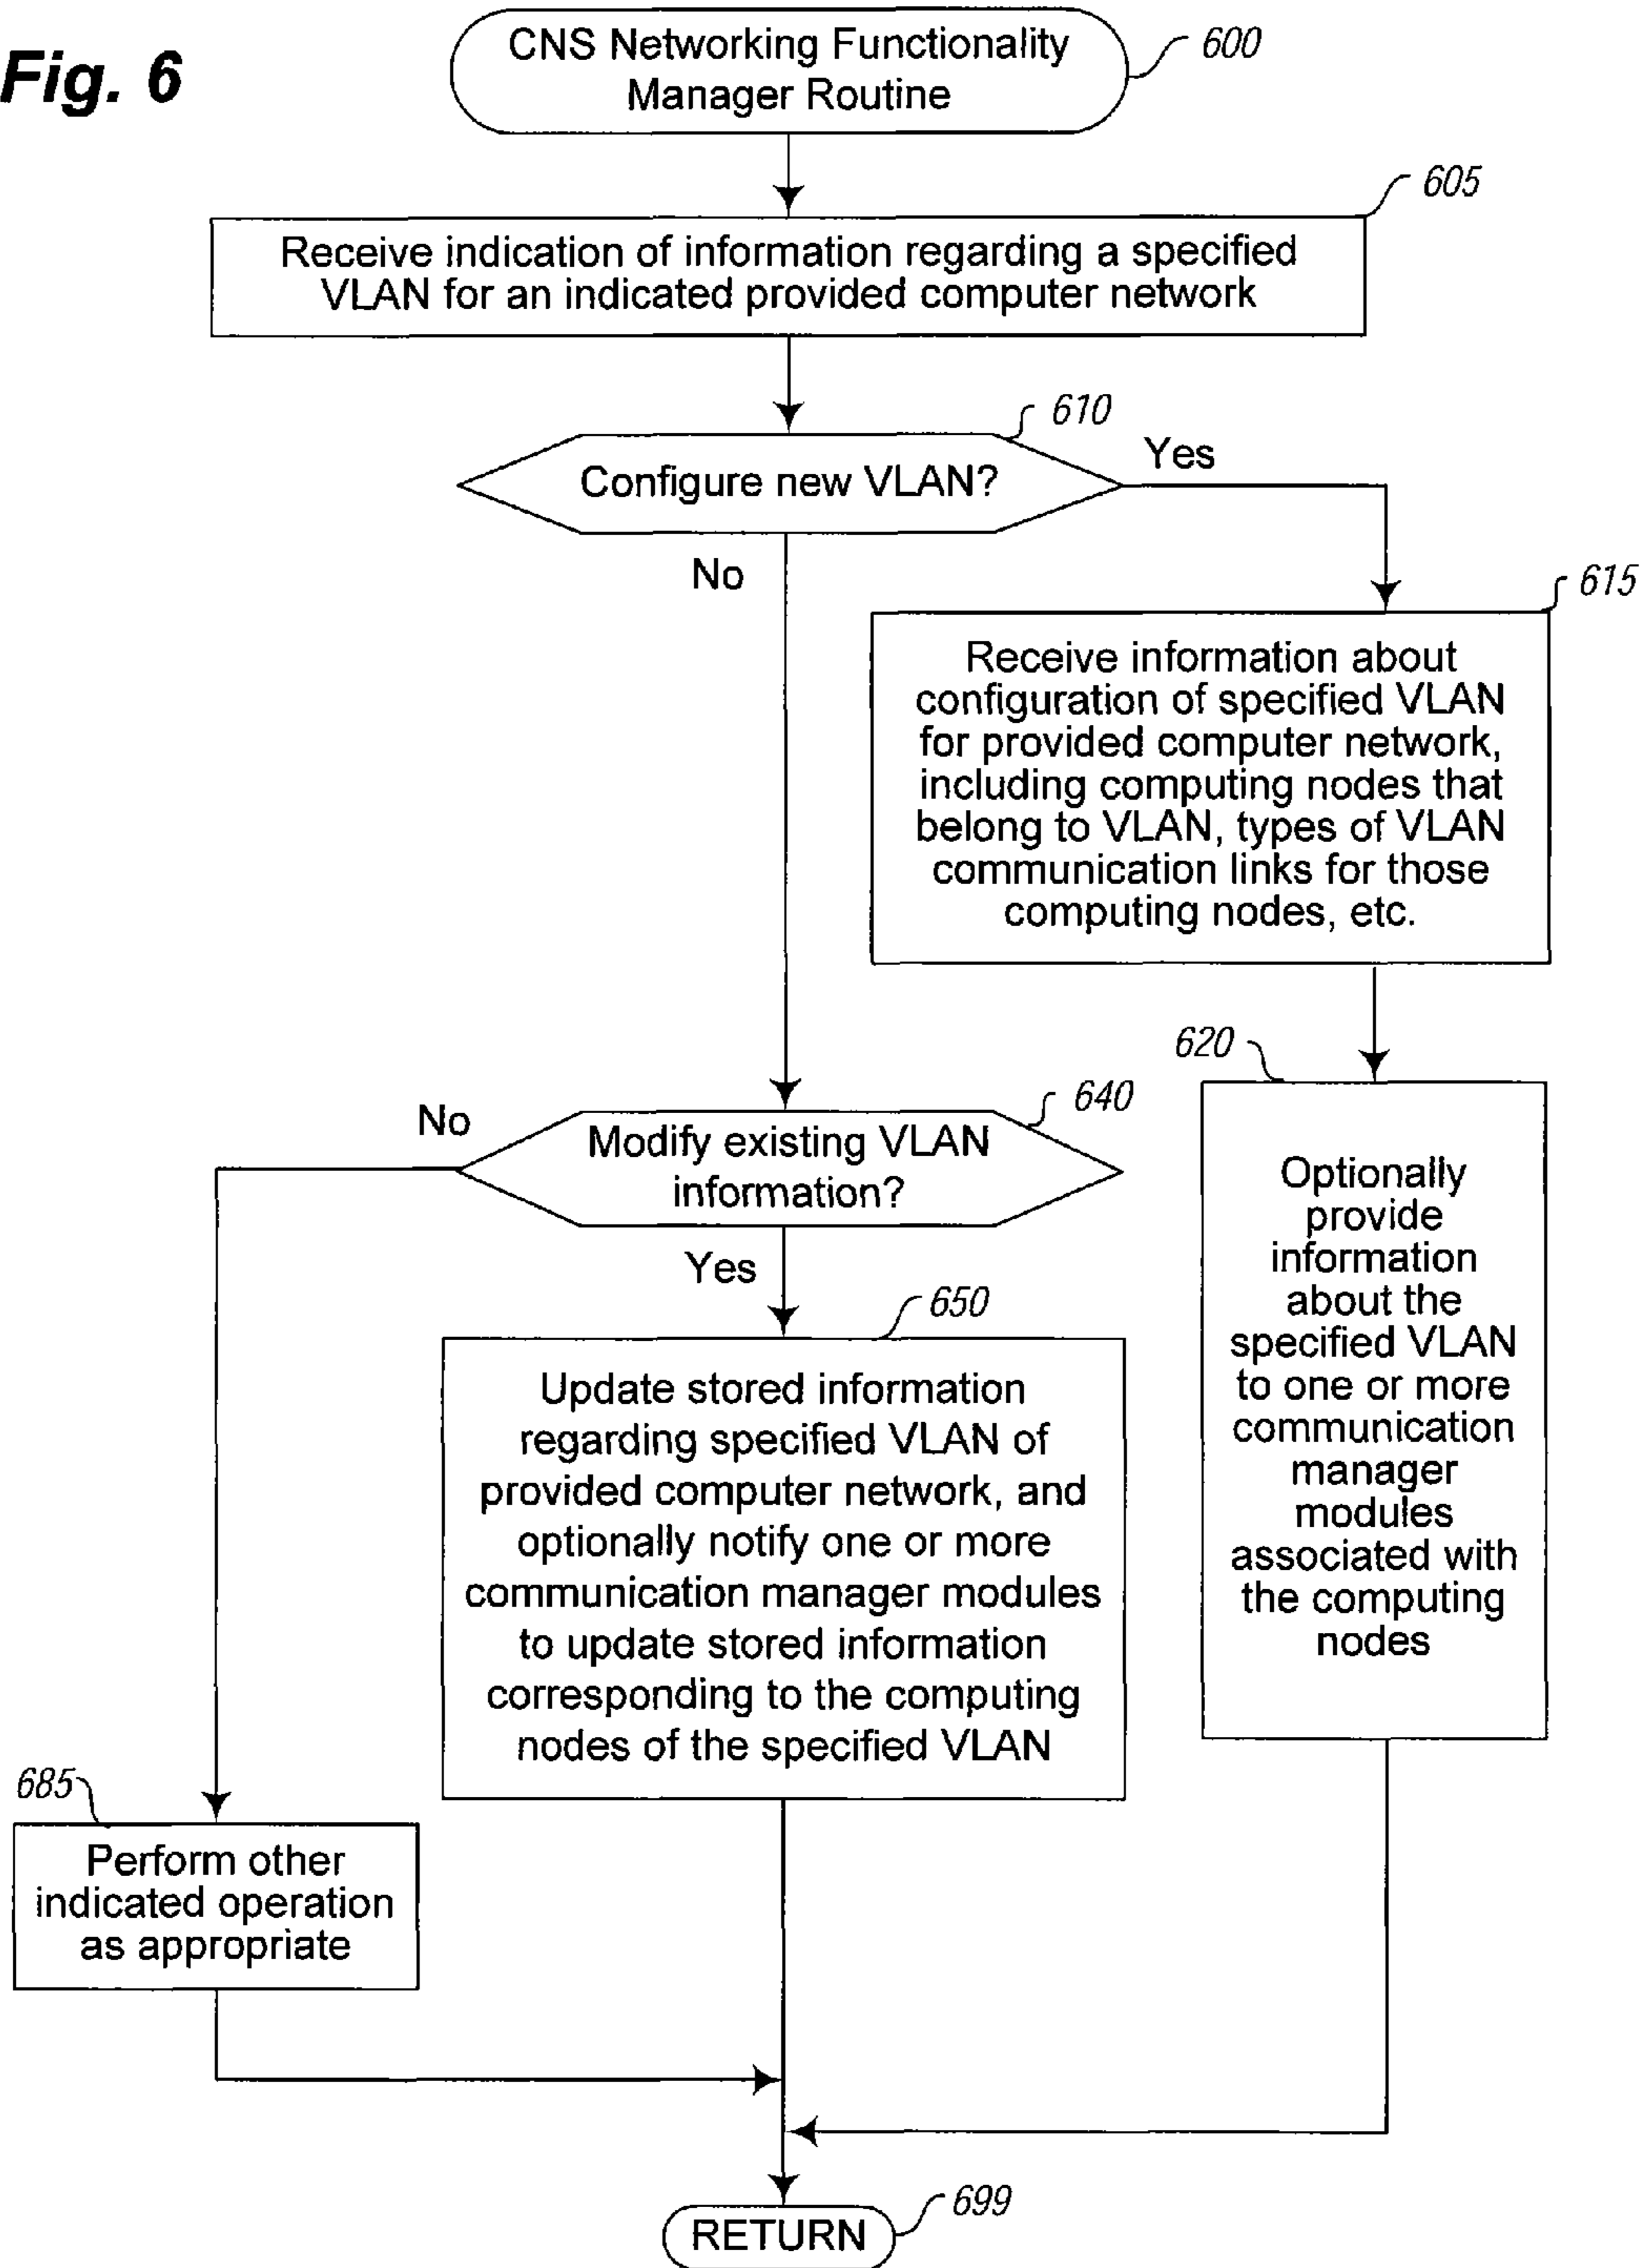 Fig. 6
CNS Networking Functionality
Manager Routine
600
605
Receive indication of information regarding a specified
VLAN for an indicated provided computer network
610
Configure new VLAN?
Yes
No
615
Receive information about
configuration of specified VLAN
for provided computer network,
including computing nodes that
belong to VLAN, types of VLAN
communication links for those
computing nodes, etc.
620
Optionally
provide
information
about the
specified VLAN
to one or more
communication
manager
modules
associated with
the computing
nodes
640
No
Modify existing VLAN
information?
Yes
650
Update stored information
regarding specified VLAN of
provided computer network, and
optionally notify one or more
communication manager modules
to update stored information
corresponding to the computing
nodes of the specified VLAN
685
Perform other
indicated operation
as appropriate
699
RETURN